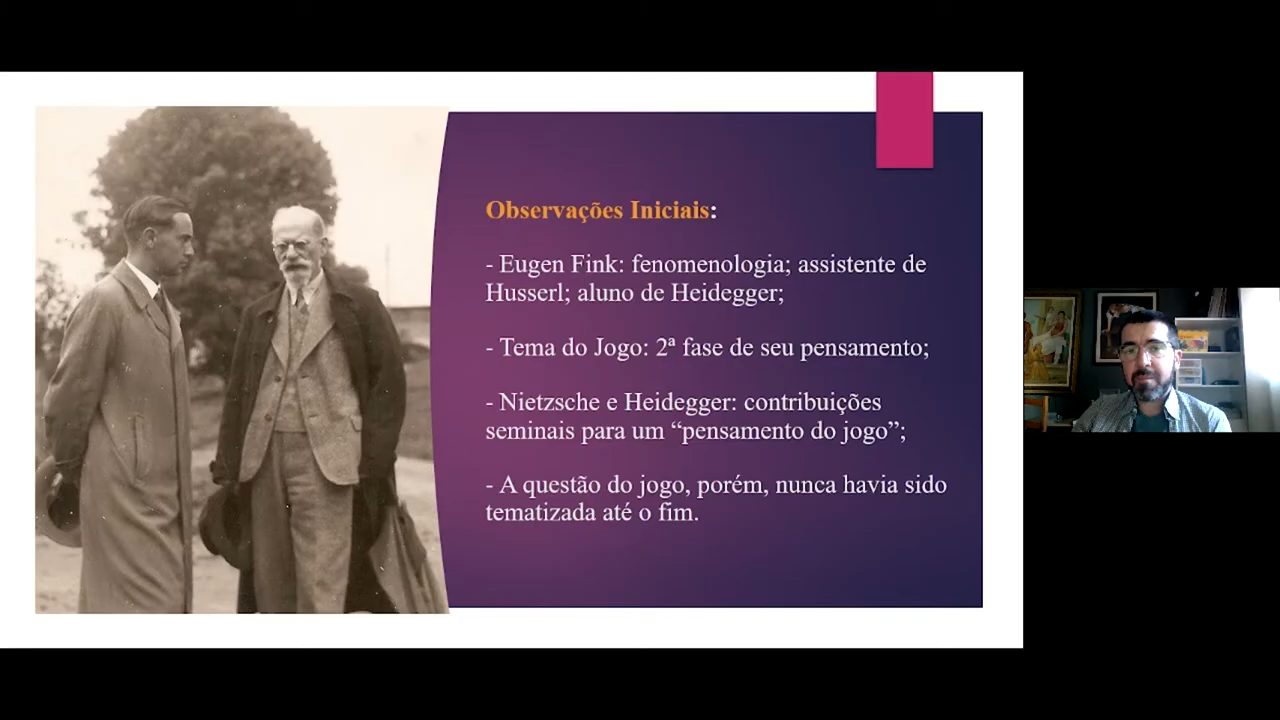 Observações Iniciais:
- Eugen Fink: fenomenologia; assistente de
Husserl; aluno de Heidegger;
- Tema do Jogo: 2ª fase de seu pensamento;
- Nietzsche e Heidegger: contribuições
seminais para um “pensamento do jogo”;
- A questão do jogo, porém, nunca havia sido
tematizada até o fim.